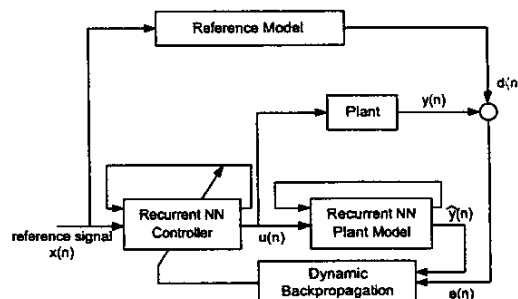 Reference Model
d(n
Plant
y(n)
Recurrent NN
Controller
u(n)
Recurrent NN
Plant Model
ŷ(n)
reference signal
x(n)
Dynamic
Backpropagation
e(n)